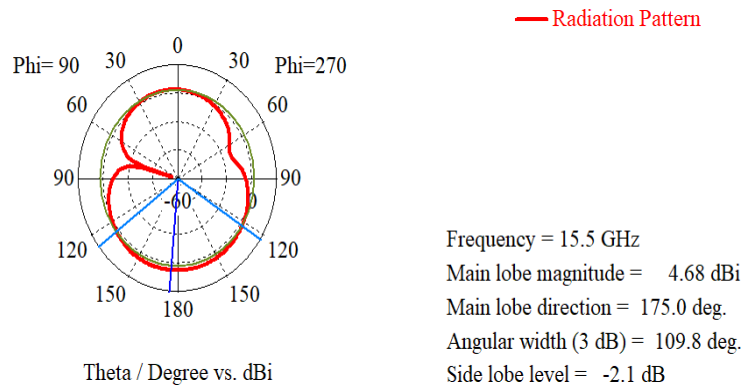 Radiation Pattern
0
Phi= 90 30 30 Phi=270
60 60
90 -60 0 90
120 120
150 150
180
Theta / Degree vs. dBi
Frequency = 15.5 GHz
Main lobe magnitude = 4.68 dBi
Main lobe direction = 175.0 deg.
Angular width (3 dB) = 109.8 deg.
Side lobe level = -2.1 dB